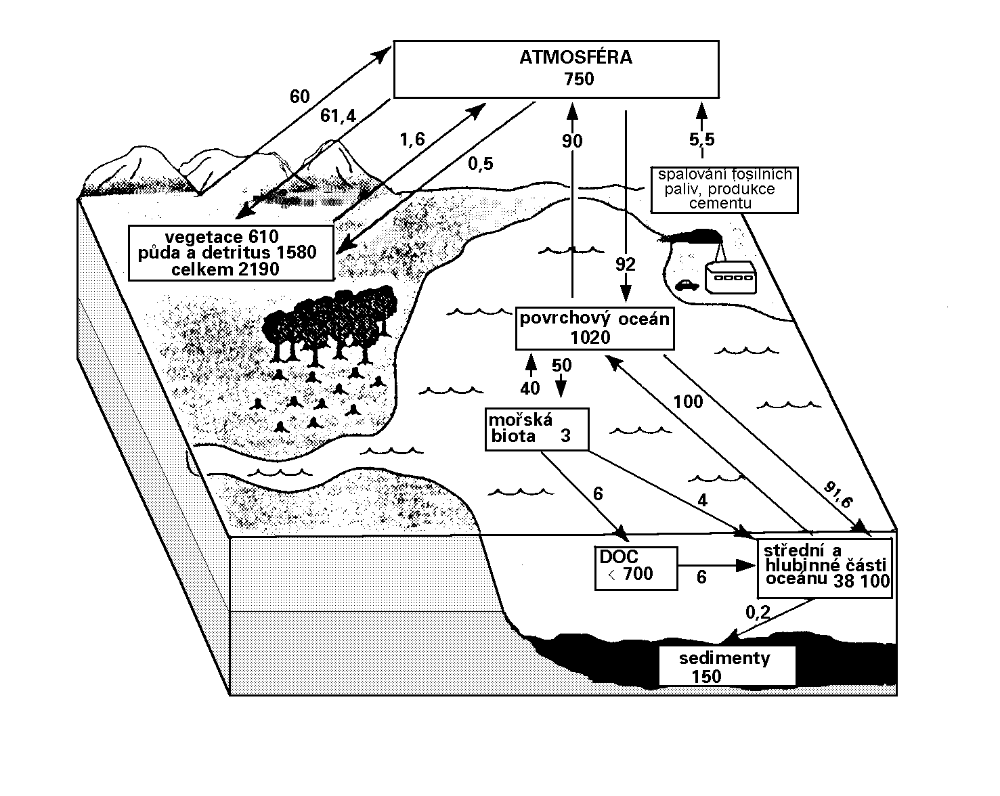 ATMOSFÉRA
750
60
61,4
1,6
0,5
90
92
5,5
spalování fosilních
paliv, produkce
cementu
vegetace 610
půda a detritus 1580
celkem 2190
povrchový oceán
1020
40
50
100
91,6
mořská
biota 3
6
4
DOC
< 700
6
střední a
hlubinné části
oceánu 38 100
0,2
sedimenty
150